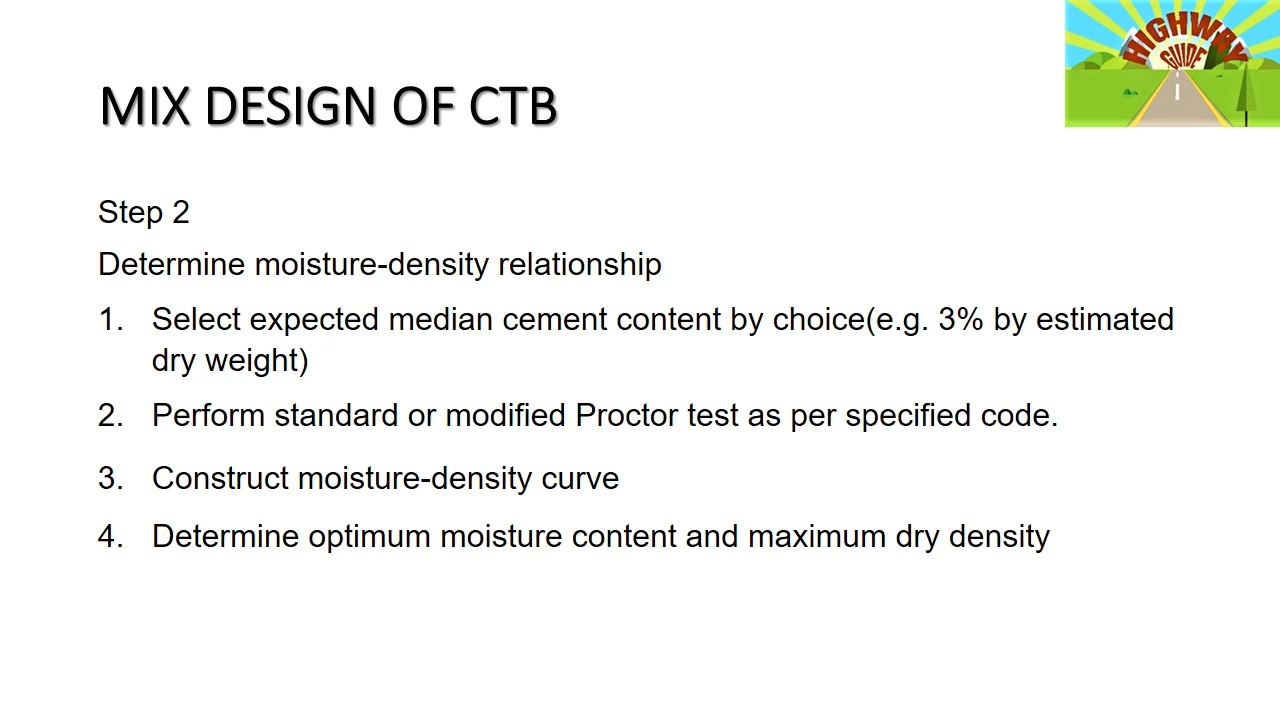 HIGHWAY
GUIDE
MIX DESIGN OF CTB
Step 2
Determine moisture-density relationship
1. Select expected median cement content by choice(e.g. 3% by estimated
dry weight)
2. Perform standard or modified Proctor test as per specified code.
3. Construct moisture-density curve
4. Determine optimum moisture content and maximum dry density